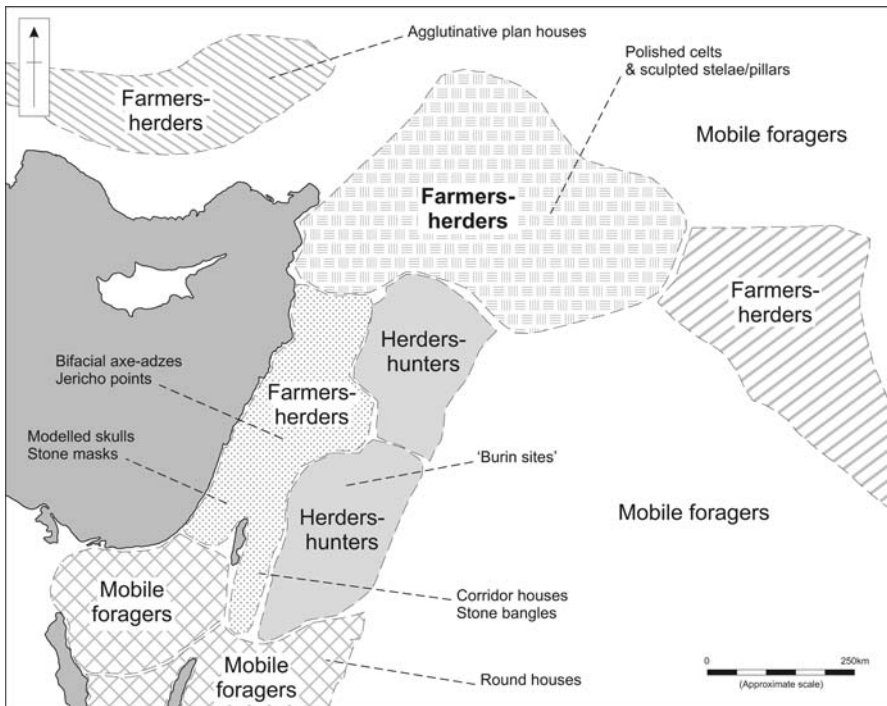 Agglutinative plan houses
Polished celts
& sculpted stelae/pillars
Farmers-
herders
Mobile foragers
Farmers-
herders
Farmers-
herders
Herders-
hunters
Bifacial axe-adzes
Jericho points
Farmers-
herders
Modelled skulls
Stone masks
'Burin sites'
Herders-
hunters
Mobile foragers
Mobile
foragers
Corridor houses
Stone bangles
Mobile
foragers
Round houses
0
250km
(Approximate scale)